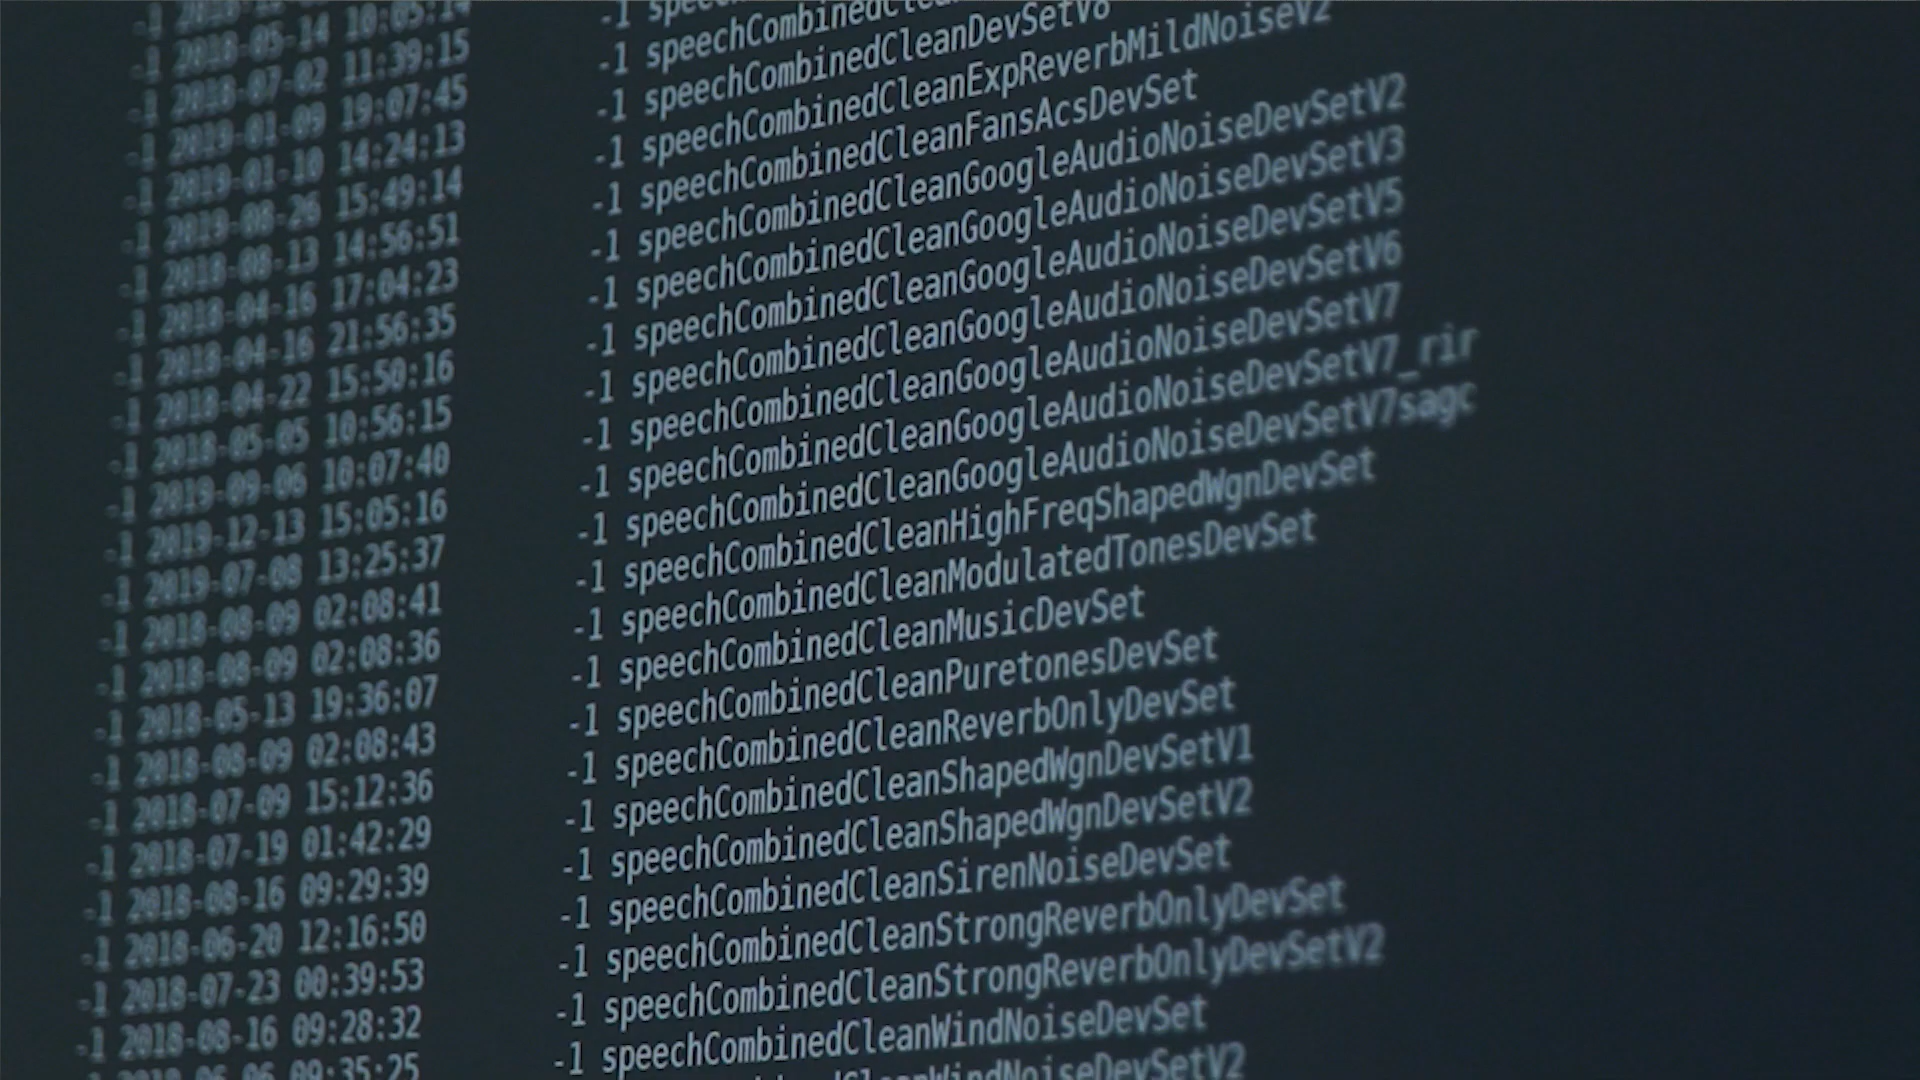 -1 2018-05-14 10:05:14
-1 2018-07-02 11:39:15 -1
-1 2019-01-09 19:07:45 -1 speechCombinedClean
-1 2019-01-10 14:24:13 -1 speechCombinedCleanDevSetV8
-1 2019-08-26 15:49:14 -1 speechCombinedCleanExpReverbMildNoiseV2
-1 2018-08-13 14:56:51 -1 speechCombinedCleanFansAcsDevSet
-1 2018-04-16 17:04:23 -1 speechCombinedCleanGoogleAudioNoiseDevSetV2
-1 2018-04-16 21:56:35 -1 speechCombinedCleanGoogleAudioNoiseDevSetV3
-1 2018-04-22 15:50:16 -1 speechCombinedCleanGoogleAudioNoiseDevSetV5
-1 2018-05-05 10:56:15 -1 speechCombinedCleanGoogleAudioNoiseDevSetV6
-1 2019-09-06 10:07:40 -1 speechCombinedCleanGoogleAudioNoiseDevSetV7
-1 2019-12-13 15:05:16 -1 speechCombinedCleanGoogleAudioNoiseDevSetV7_rir
-1 2019-07-08 13:25:37 -1 speechCombinedCleanGoogleAudioNoiseDevSetV7sagc
-1 2018-08-09 02:08:41 -1 speechCombinedCleanHighFreqShapedWgnDevSet
-1 2018-08-09 02:08:36 -1 speechCombinedCleanModulatedTonesDevSet
-1 2018-05-13 19:36:07 -1 speechCombinedCleanMusicDevSet
-1 2018-08-09 02:08:43 -1 speechCombinedCleanPuretonesDevSet
-1 2018-07-09 15:12:36 -1 speechCombinedCleanReverbOnlyDevSet
-1 2018-07-19 01:42:29 -1 speechCombinedCleanShapedWgnDevSetV1
-1 2018-08-16 09:29:39 -1 speechCombinedCleanShapedWgnDevSetV2
-1 2018-06-20 12:16:50 -1 speechCombinedCleanSirenNoiseDevSet
-1 2018-07-23 00:39:53 -1 speechCombinedCleanStrongReverbOnlyDevSet
-1 2018-08-16 09:28:32 -1 speechCombinedCleanStrongReverbOnlyDevSetV2
-1 2018-06-06 09:35:25 -1 speechCombinedCleanWindNoiseDevSet
CleanWindNoiseDevSetV2